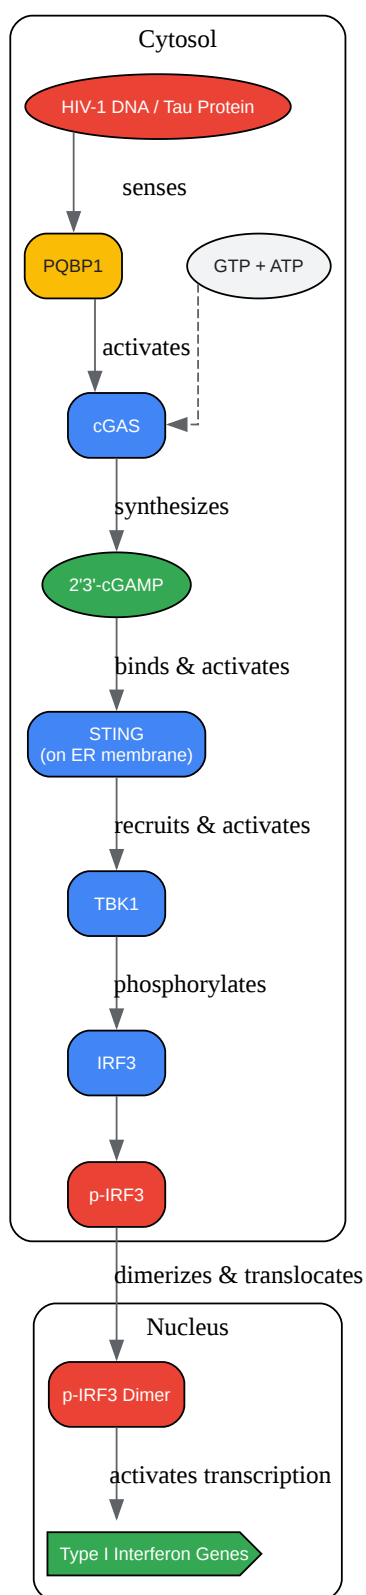 Cytosol
HIV-1 DNA / Tau Protein
senses
PQBP1
GTP + ATP
activates
cGAS
synthesizes
2'3'-cGAMP
binds & activates
STING
(on ER membrane)
recruits & activates
TBK1
phosphorylates
IRF3
p-IRF3
dimerizes & translocates
Nucleus
p-IRF3 Dimer
activates transcription
Type I Interferon Genes